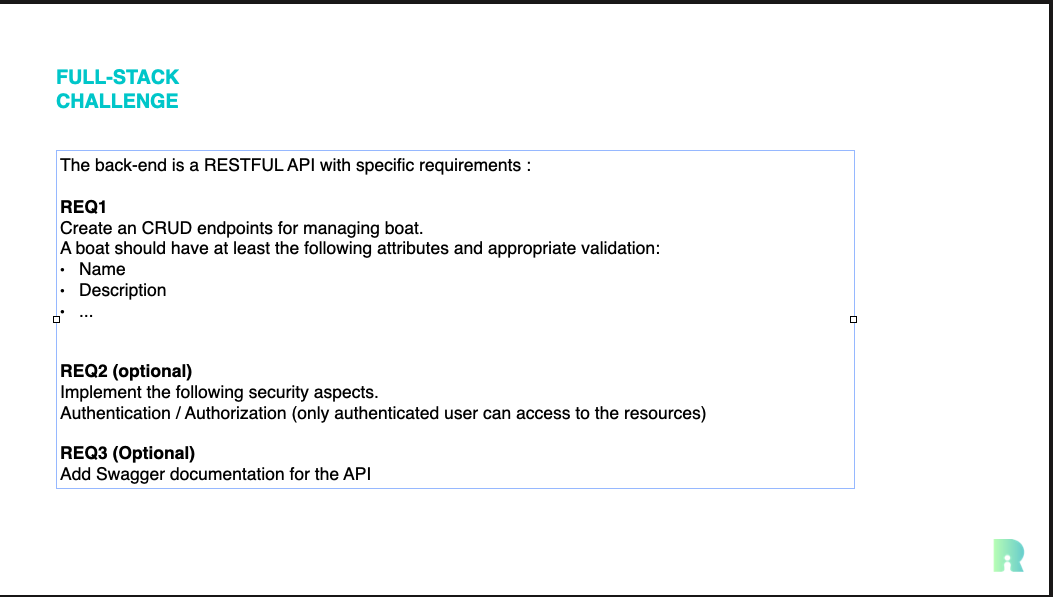 FULL-STACK
CHALLENGE
The back-end is a RESTFUL API with specific requirements :
REQ1
Create an CRUD endpoints for managing boat.
A boat should have at least the following attributes and appropriate validation:
• Name
• Description
• ...
REQ2 (optional)
Implement the following security aspects.
Authentication / Authorization (only authenticated user can access to the resources)
REQ3 (Optional)
Add Swagger documentation for the API
R